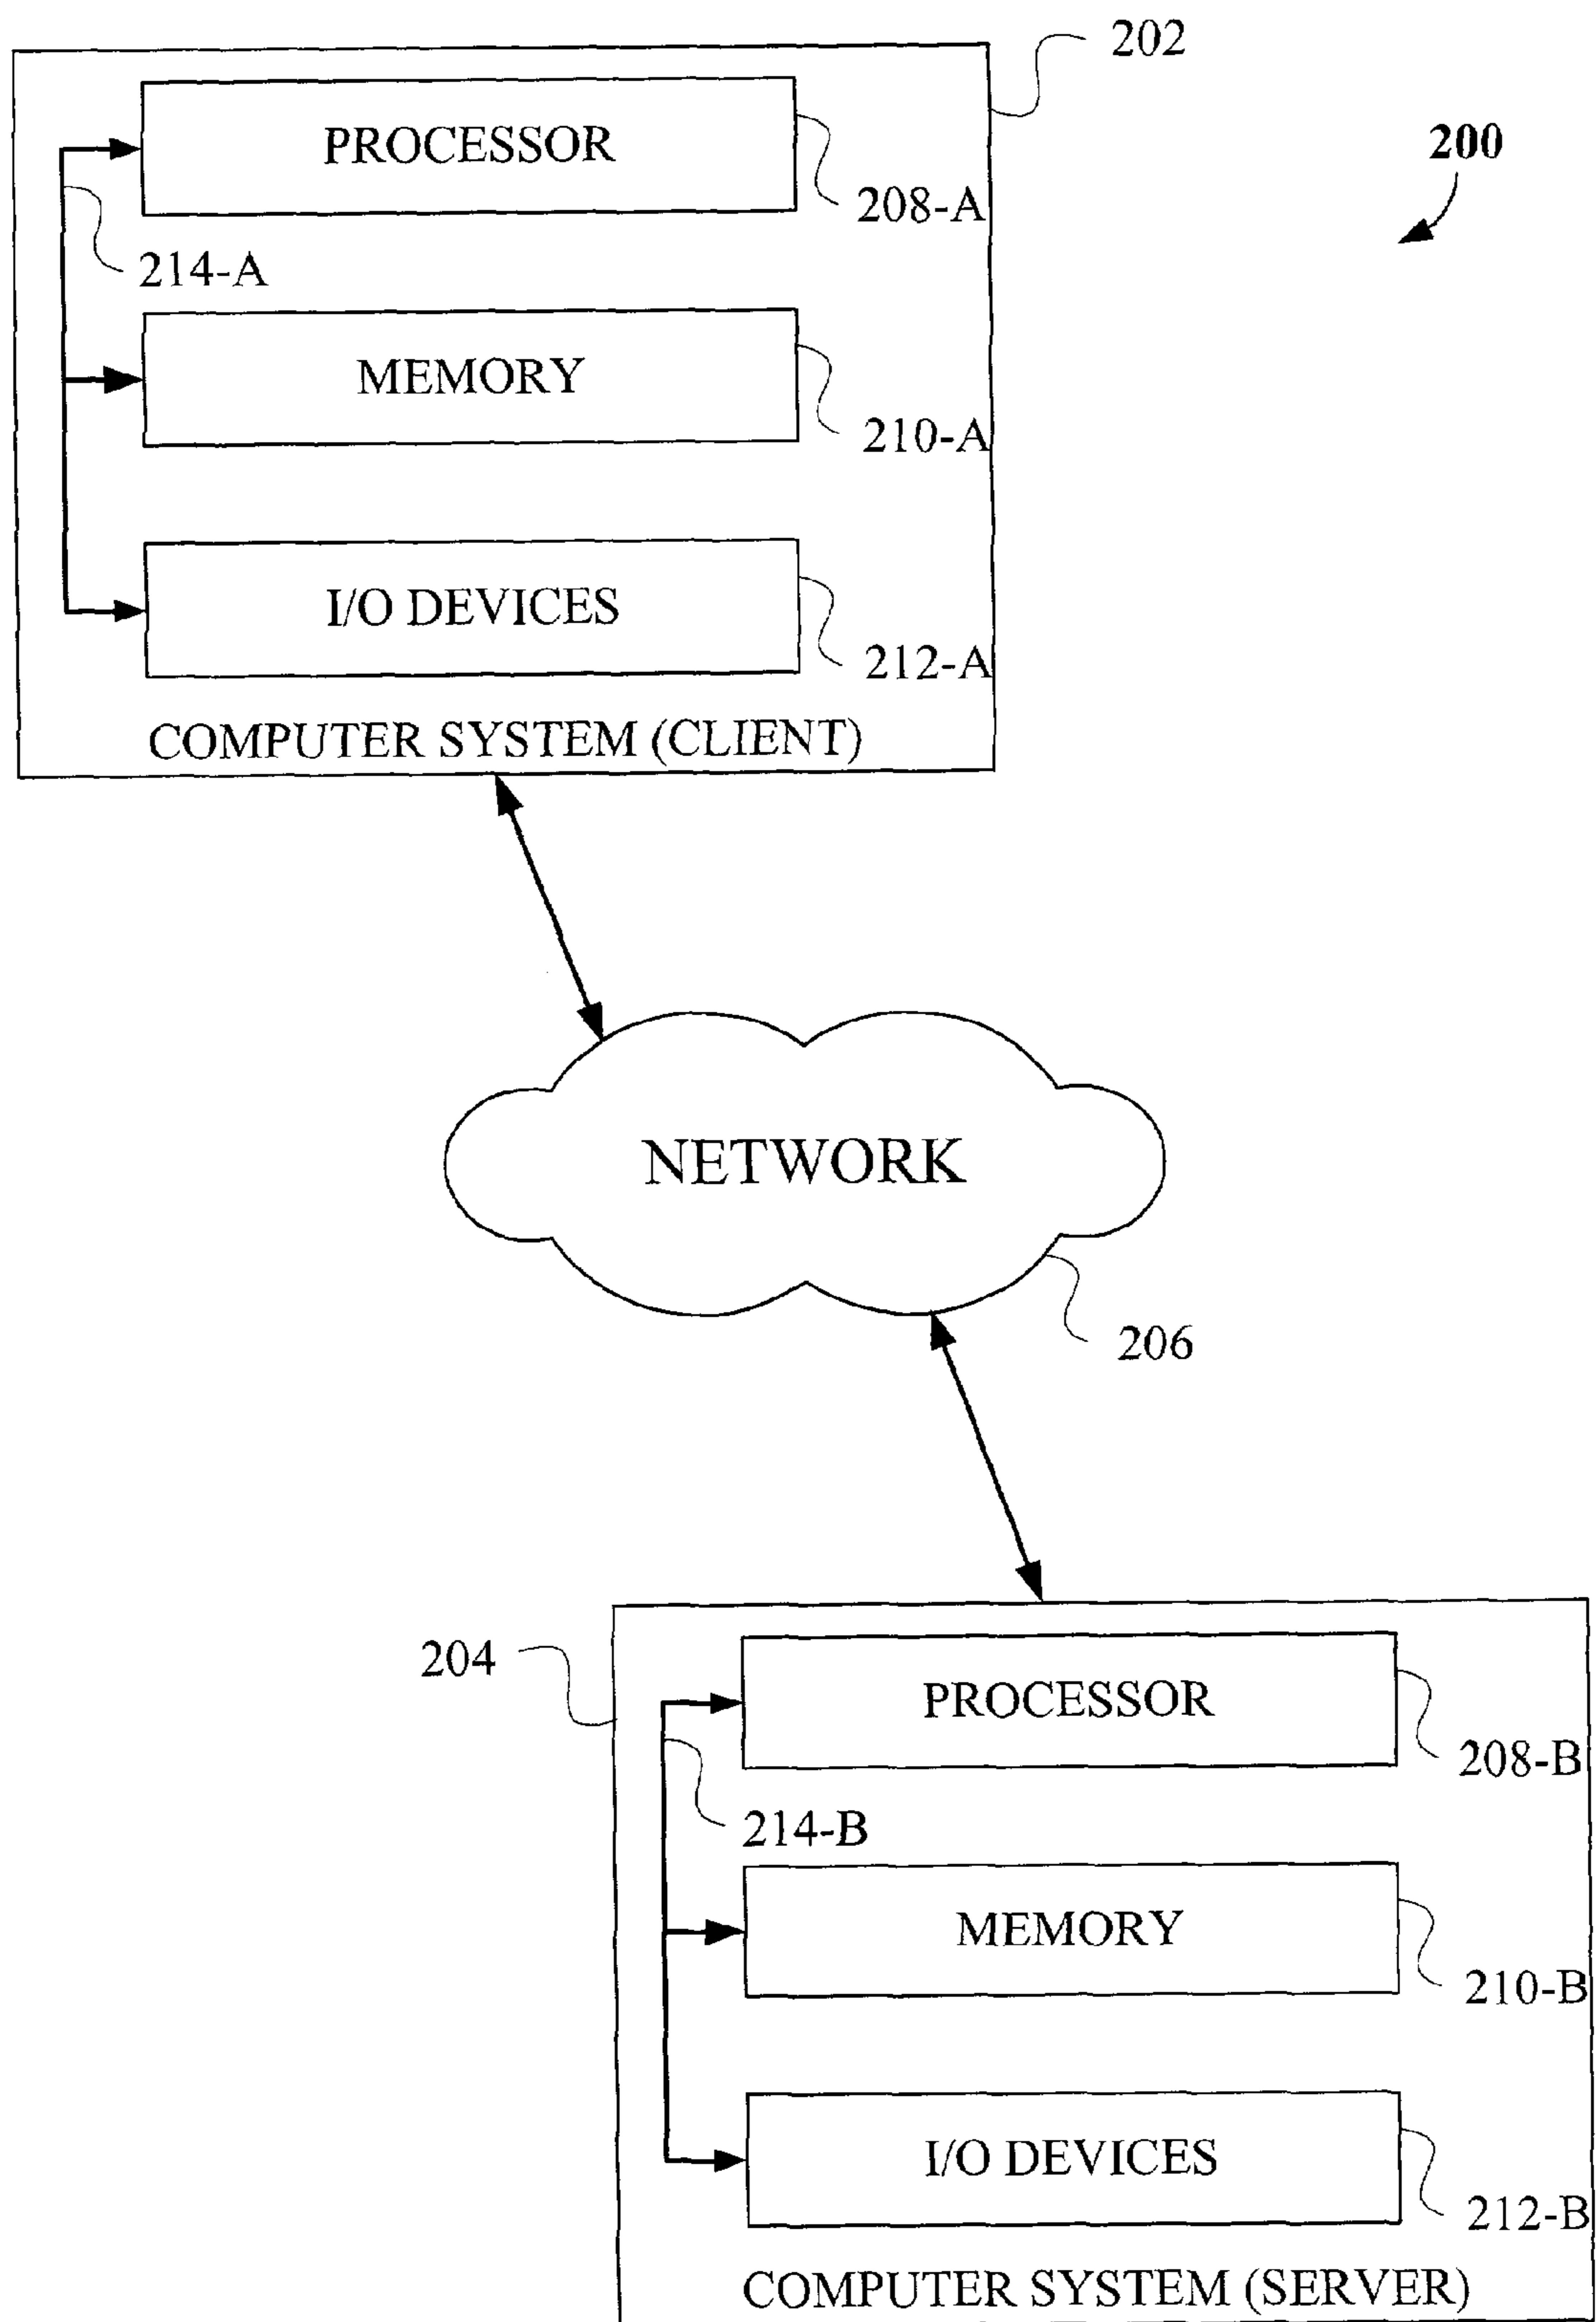 202
200
PROCESSOR
208-A
214-A
MEMORY
210-A
I/O DEVICES
212-A
COMPUTER SYSTEM (CLIENT)
NETWORK
206
204
PROCESSOR
208-B
214-B
MEMORY
210-B
I/O DEVICES
212-B
COMPUTER SYSTEM (SERVER)